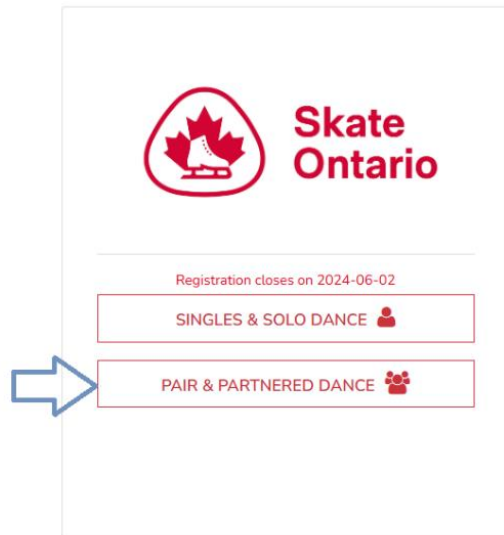 Skate
Ontario
Registration closes on 2024-06-02
SINGLES & SOLO DANCE
PAIR & PARTNERED DANCE